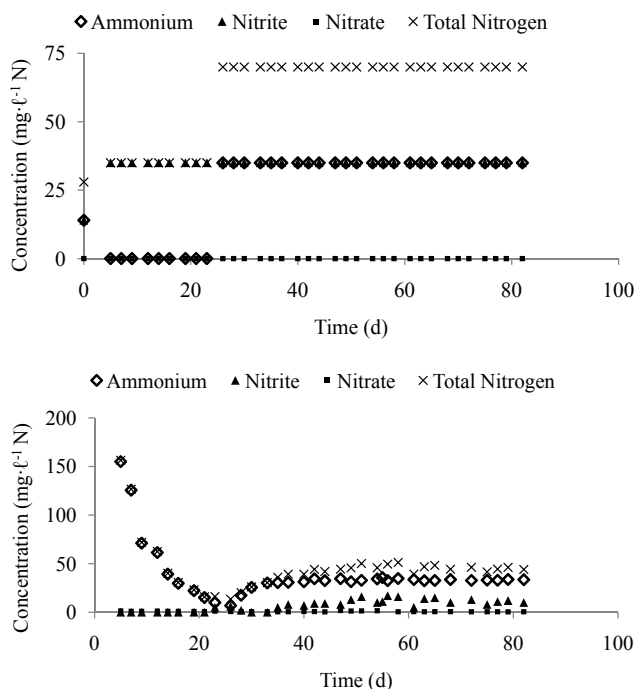 Ammonium Nitrite Nitrate Total Nitrogen
Concentration (mg·ℓ⁻¹ N)
75
50
25
0
0 20 40 60 80 100
Time (d)
Ammonium Nitrite Nitrate Total Nitrogen
Concentration (mg·ℓ⁻¹ N)
200
150
100
50
0
0 20 40 60 80 100
Time (d)